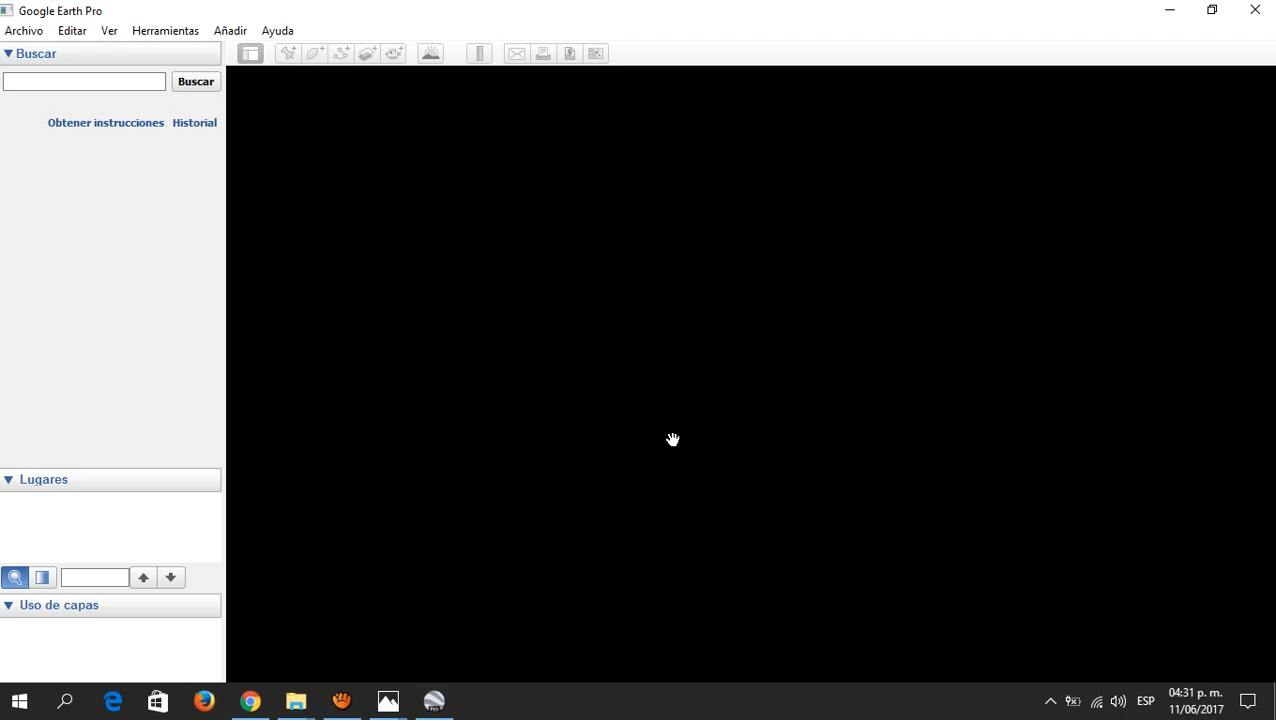 Google Earth Pro
Archivo Editar Ver Herramientas Añadir Ayuda
Buscar
Buscar
Obtener instrucciones Historial
Lugares
Uso de capas
ESP
04:31 p. m.
11/06/2017